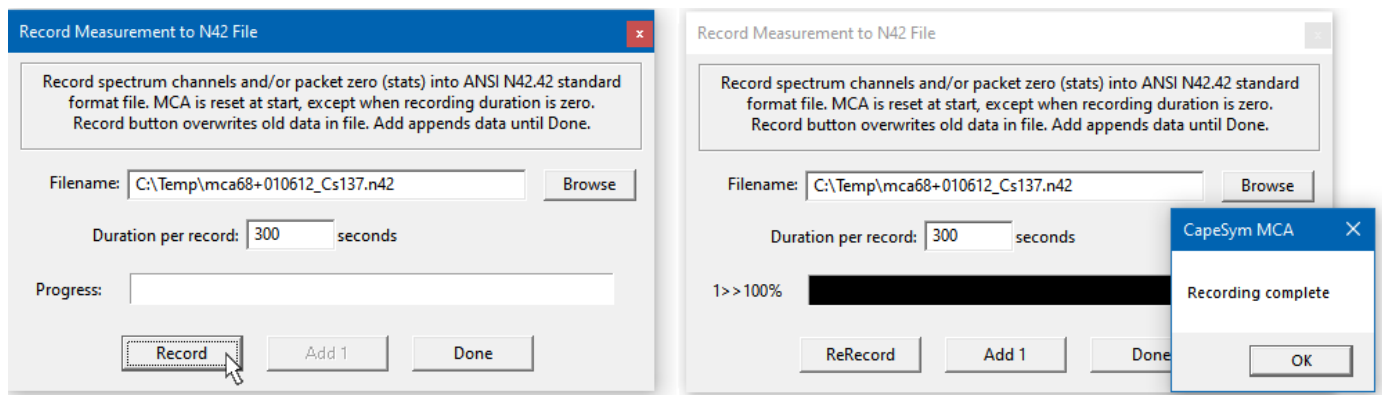 Record Measurement to N42 File
x
Record spectrum channels and/or packet zero (stats) into ANSI N42.42 standard
format file. MCA is reset at start, except when recording duration is zero.
Record button overwrites old data in file. Add appends data until Done.
Filename: C:\Temp\mca68+010612_Cs137.n42 Browse
Duration per record: 300 seconds
Progress:
Record Add 1 Done
Record Measurement to N42 File
x
Record spectrum channels and/or packet zero (stats) into ANSI N42.42 standard
format file. MCA is reset at start, except when recording duration is zero.
Record button overwrites old data in file. Add appends data until Done.
Filename: C:\Temp\mca68+010612_Cs137.n42 Browse
Duration per record: 300 seconds
1>>100%
ReRecord Add 1 Done
CapeSym MCA
Recording complete
OK